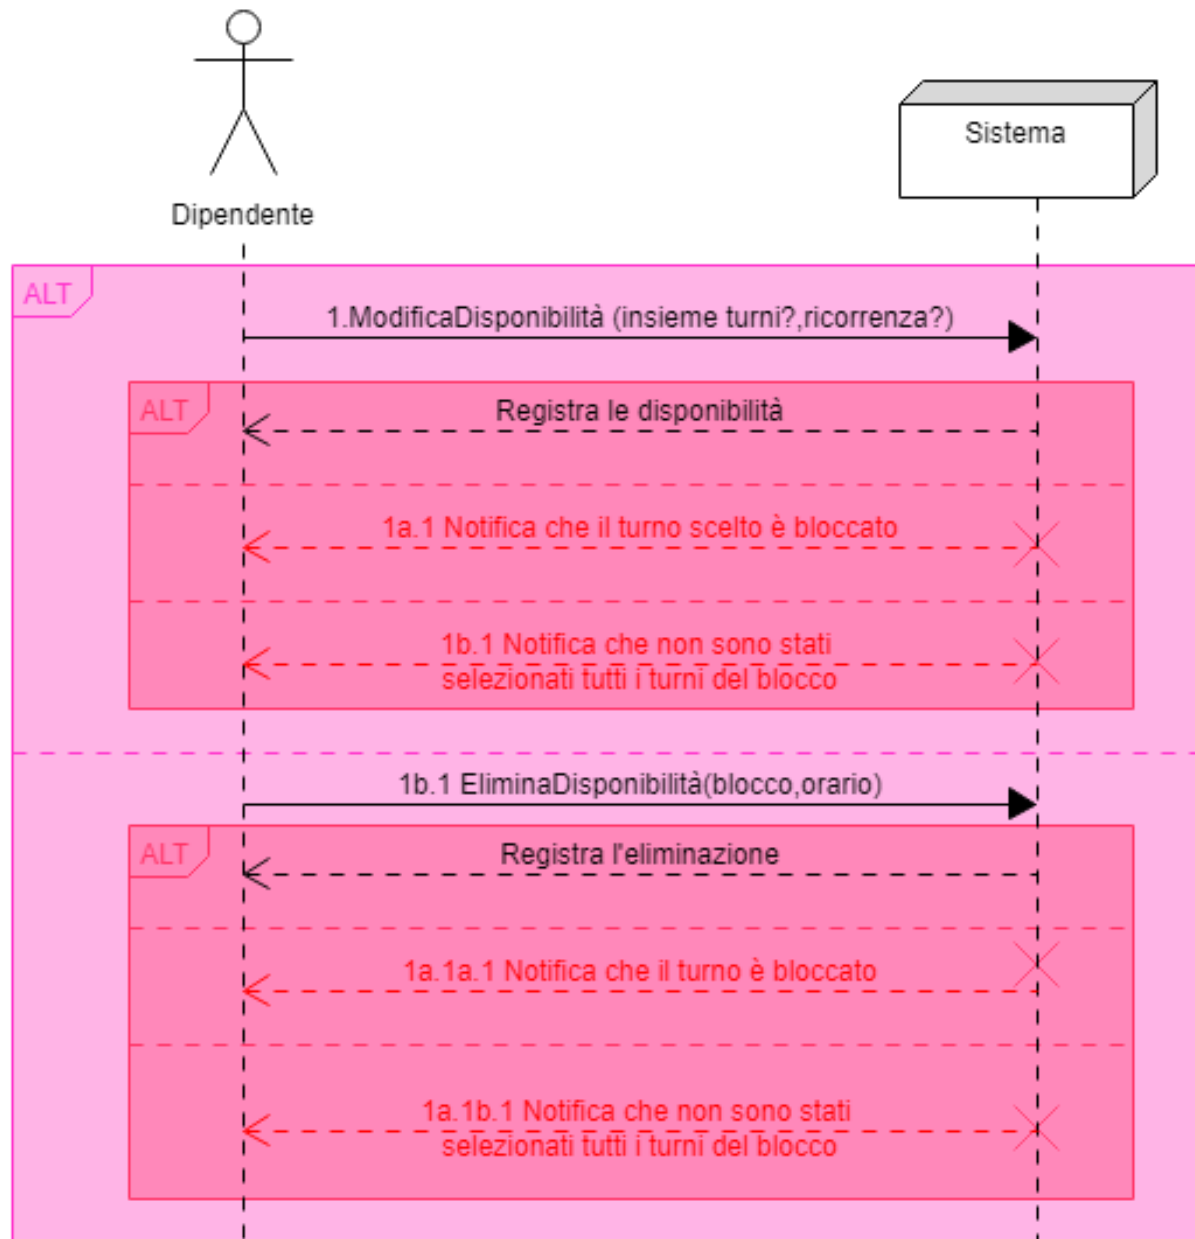 Sistema
Dipendente
ALT
1.ModificaDisponibilità (insieme turni?,ricorrenza?)
ALT
Registra le disponibilità
1a.1 Notifica che il turno scelto è bloccato
1b.1 Notifica che non sono stati
selezionati tutti i turni del blocco
1b.1 EliminaDisponibilità(blocco,orario)
ALT
Registra l'eliminazione
1a.1a.1 Notifica che il turno è bloccato
1a.1b.1 Notifica che non sono stati
selezionati tutti i turni del blocco